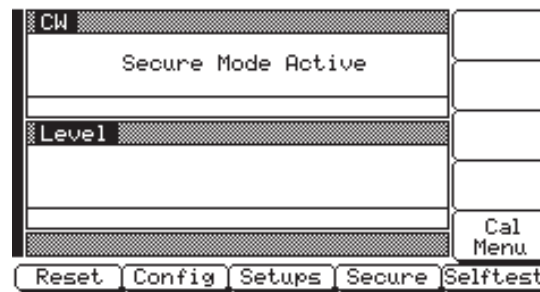 CW
Secure Mode Active
Level
Cal
Menu
Reset Config Setups Secure Selftest